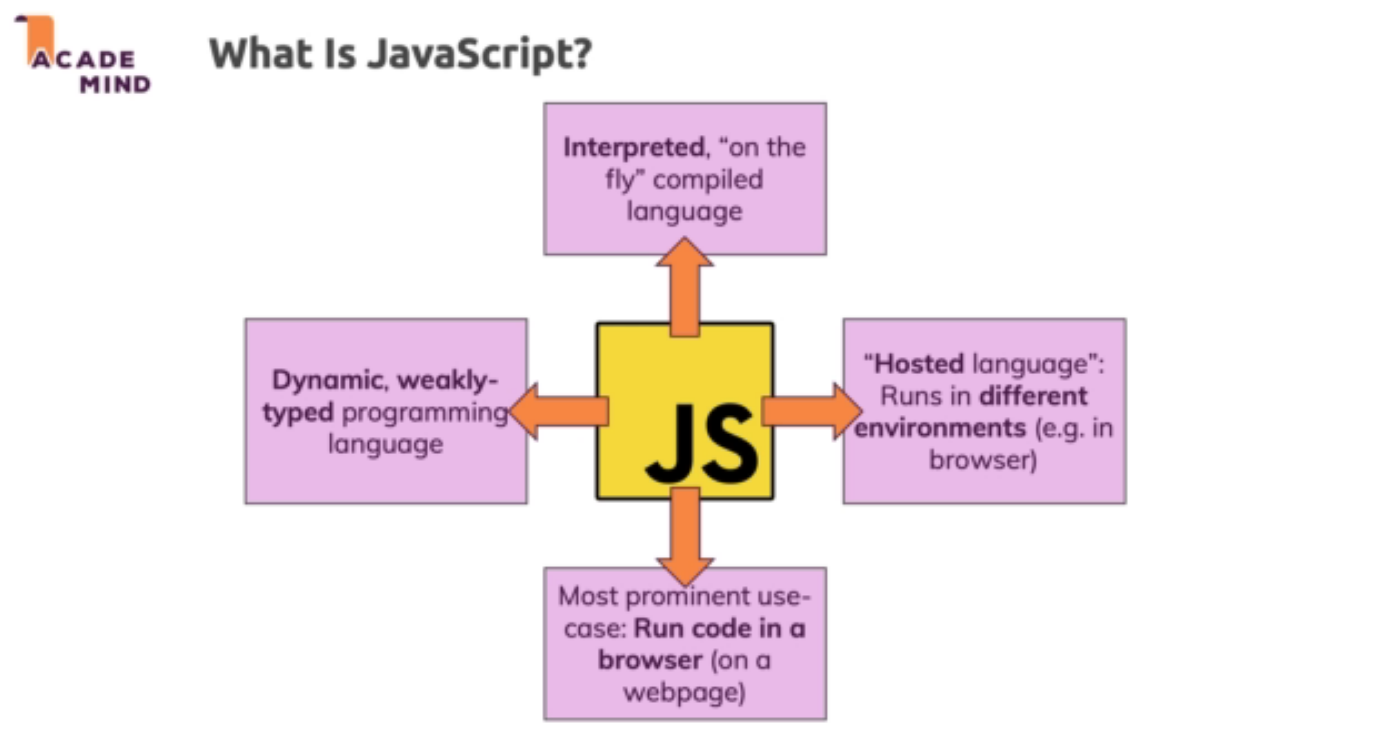 ACADE
MIND
What Is JavaScript?
Interpreted, “on the
fly” compiled
language
Dynamic, weakly-
typed programming
language
JS
“Hosted language”:
Runs in different
environments (e.g. in
browser)
Most prominent use-
case: Run code in a
browser (on a
webpage)